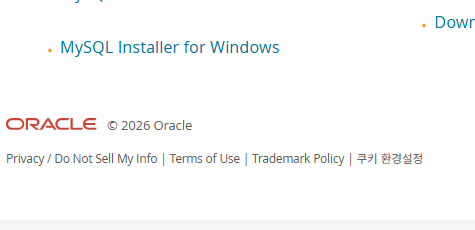 MySQL Installer for Windows
ORACLE © 2026 Oracle
Privacy / Do Not Sell My Info | Terms of Use | Trademark Policy | 쿠키 환경설정